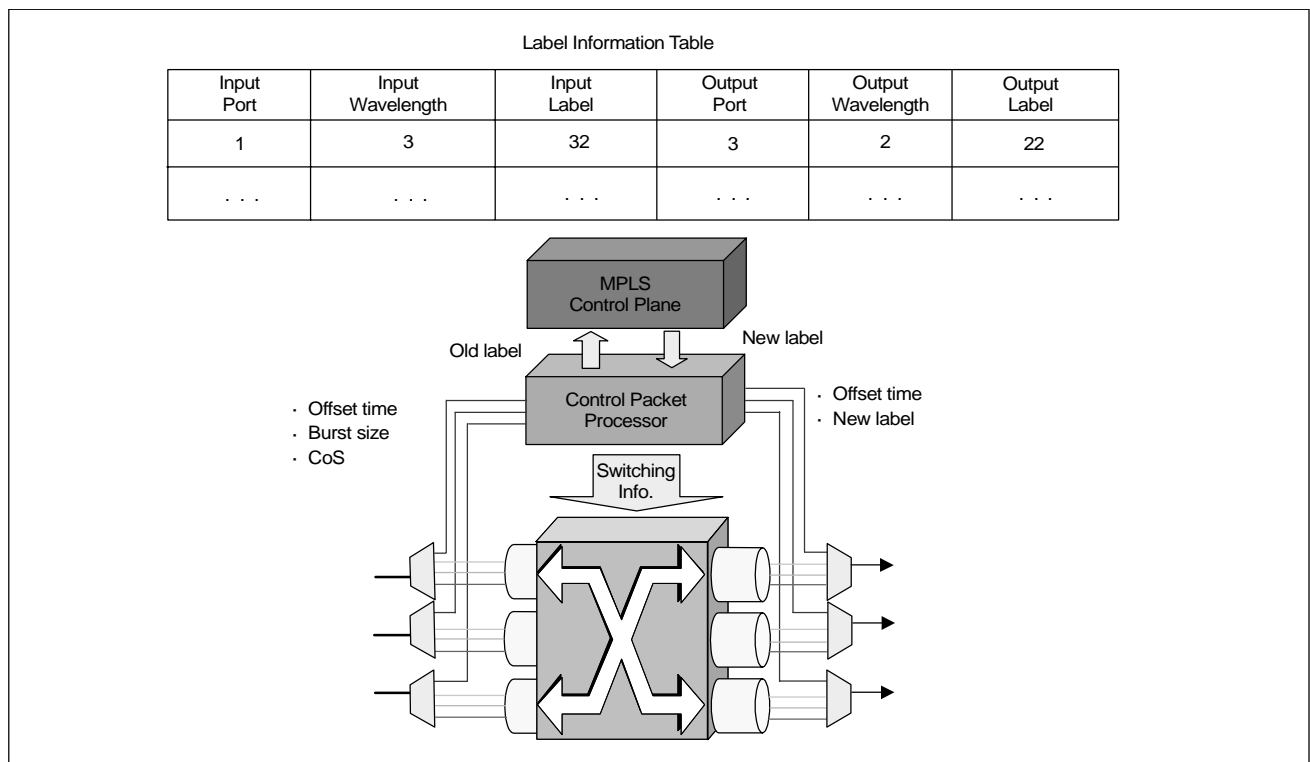 Label Information Table
Input Port
Input Wavelength
Input Label
Output Port
Output Wavelength
Output Label
1 3 32 3 2 22
. . . . . . . . . . . . . . . . . .
MPLS
Control Plane
Old label
New label
Control Packet
Processor
· Offset time
· Burst size
· CoS
· Offset time
· New label
Switching
Info.